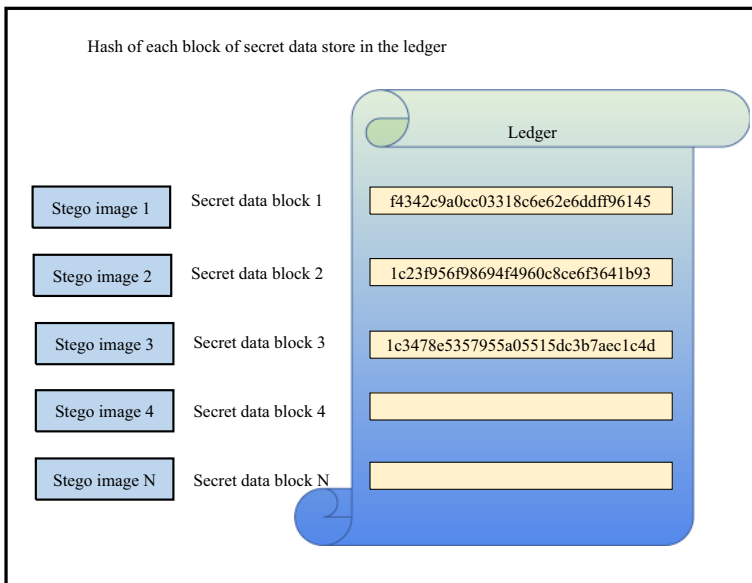 Hash of each block of secret data store in the ledger
Ledger
Stego image 1 Secret data block 1 f4342c9a0cc03318c6e62e6ddff96145
Stego image 2 Secret data block 2 1c23f956f98694f4960c8ce6f3641b93
Stego image 3 Secret data block 3 1c3478e5357955a05515dc3b7aec1c4d
Stego image 4 Secret data block 4
Stego image N Secret data block N